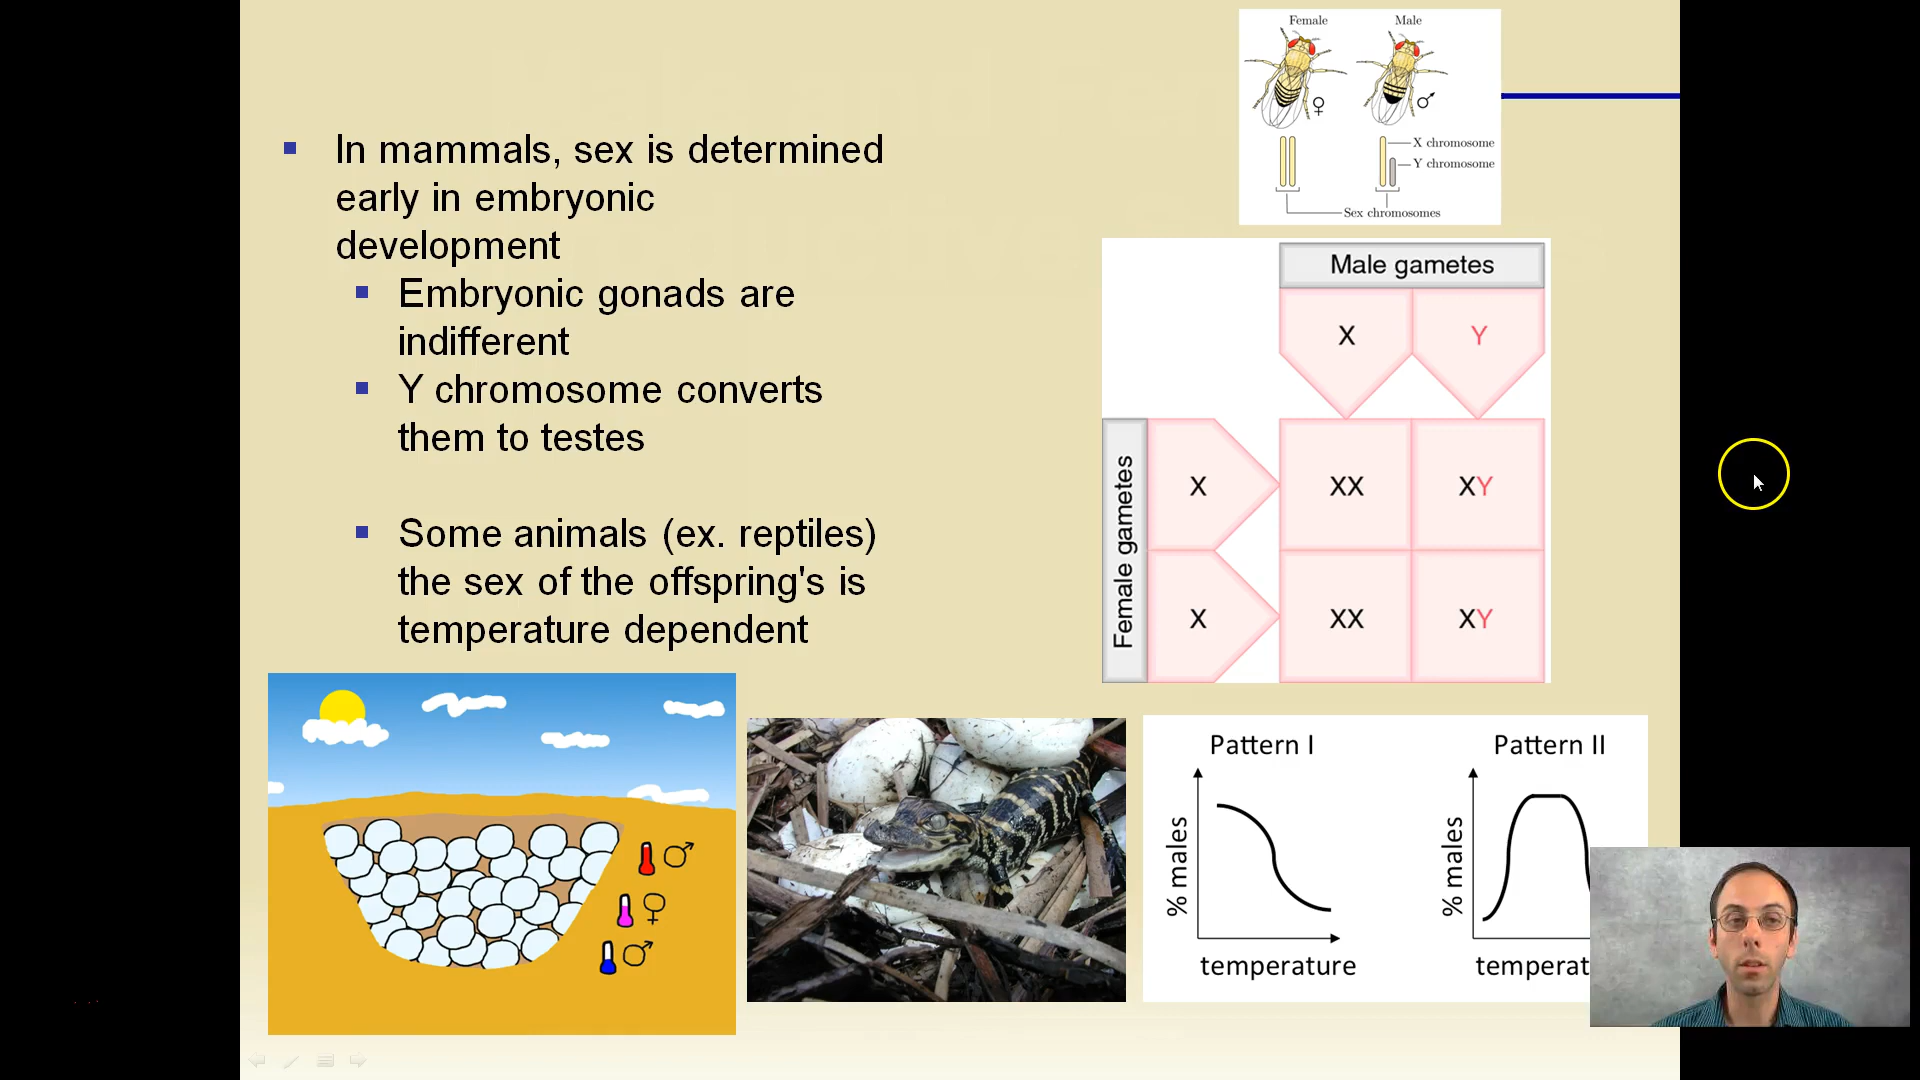 In mammals, sex is determined
early in embryonic
development
Embryonic gonads are
indifferent
Y chromosome converts
them to testes
Some animals (ex. reptiles)
the sex of the offspring's is
temperature dependent
Female Male
♀ ♂
X chromosome
Y chromosome
Sex chromosomes
Male gametes
X Y
Female gametes
X XX XY
X XX XY
♂
♀
♂
Pattern I
% males
temperature
Pattern II
% males
temperat